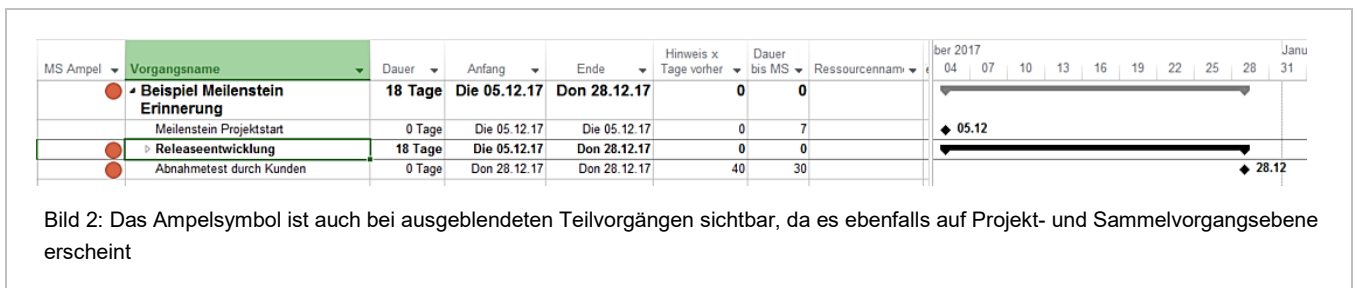 Hinweis x Dauer ber 2017 Janu
MS Ampel Vorgangsname Dauer Anfang Ende Tage vorher bis MS Ressourcenname 04 07 10 13 16 19 22 25 28 31
Beispiel Meilenstein 18 Tage Die 05.12.17 Don 28.12.17 0 0
Erinnerung
Meilenstein Projektstart 0 Tage Die 05.12.17 Die 05.12.17 0 7 05.12
Releaseentwicklung 18 Tage Die 05.12.17 Don 28.12.17 0 0
Abnahmetest durch Kunden 0 Tage Don 28.12.17 Don 28.12.17 40 30 28.12
Bild 2: Das Ampelsymbol ist auch bei ausgeblendeten Teilvorgängen sichtbar, da es ebenfalls auf Projekt- und Sammelvorgangsebene
erscheint